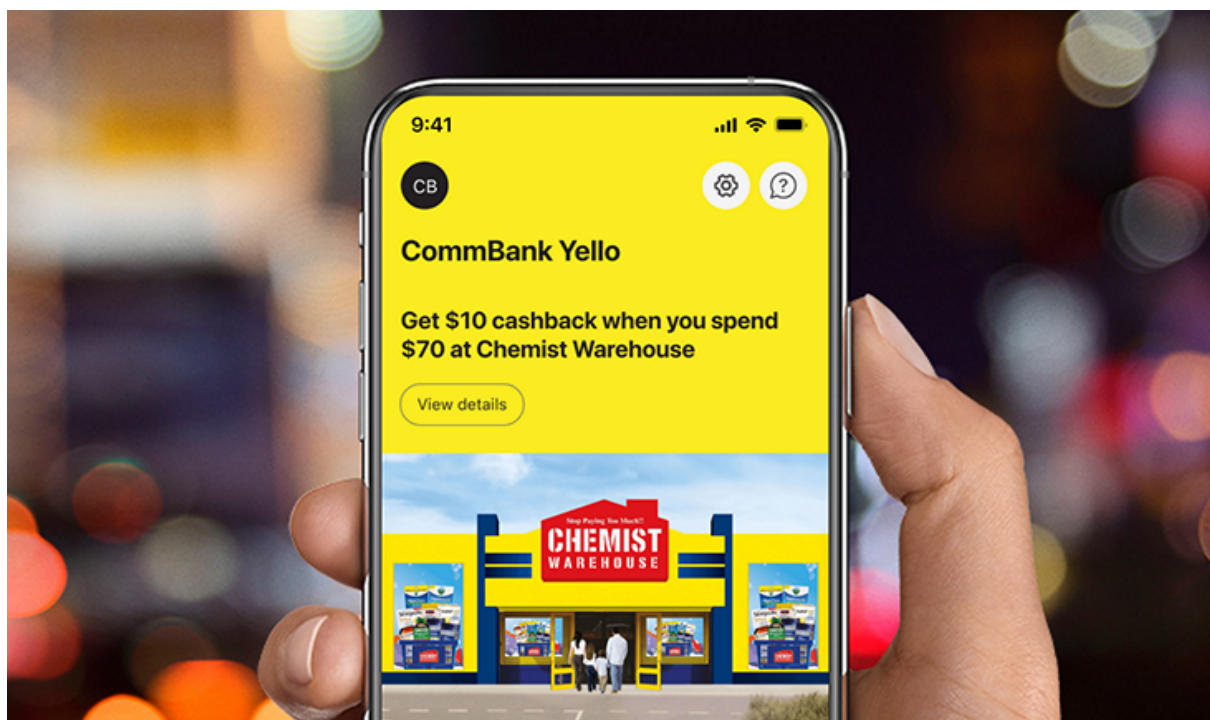 9:41
CB
?
CommBank Yello
Get $10 cashback when you spend
$70 at Chemist Warehouse
View details
Stop Paying Too Much!!
CHEMIST
WAREHOUSE